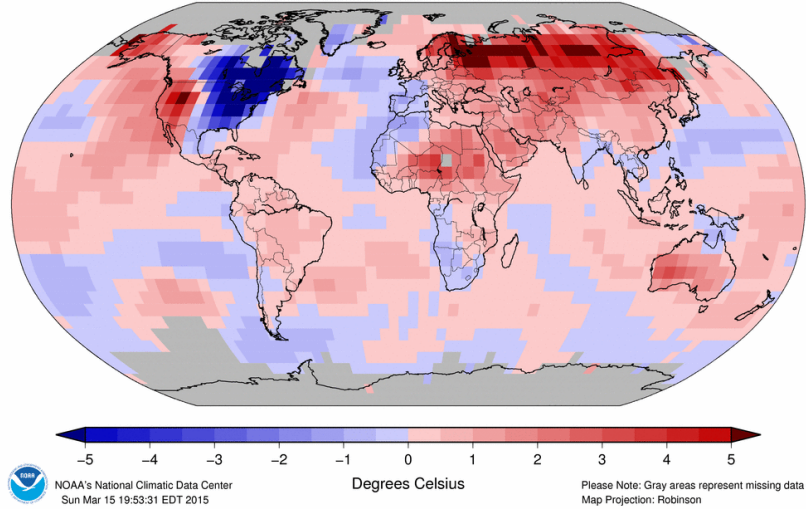 −5 −4 −3 −2 −1 0 1 2 3 4 5
Degrees Celsius
NOAA
NOAA's National Climatic Data Center
Sun Mar 15 19:53:31 EDT 2015
Please Note: Gray areas represent missing data
Map Projection: Robinson